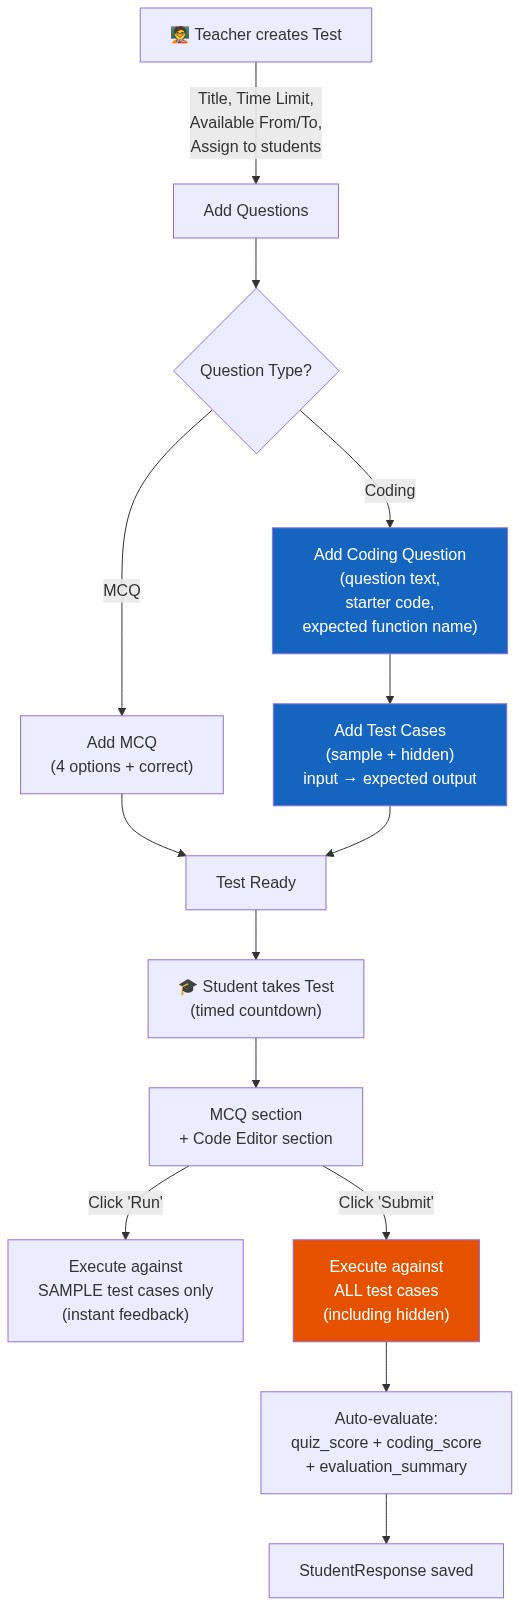 🧑‍🏫 Teacher creates Test
Title, Time Limit,
Available From/To,
Assign to students
Add Questions
Question Type?
Coding
Add Coding Question
(question text,
starter code,
expected function name)
MCQ
Add Test Cases
(sample + hidden)
input → expected output
Add MCQ
(4 options + correct)
Test Ready
🎓 Student takes Test
(timed countdown)
MCQ section
+ Code Editor section
Click 'Run'
Click 'Submit'
Execute against
SAMPLE test cases only
(instant feedback)
Execute against
ALL test cases
(including hidden)
Auto-evaluate:
quiz_score + coding_score
+ evaluation_summary
StudentResponse saved